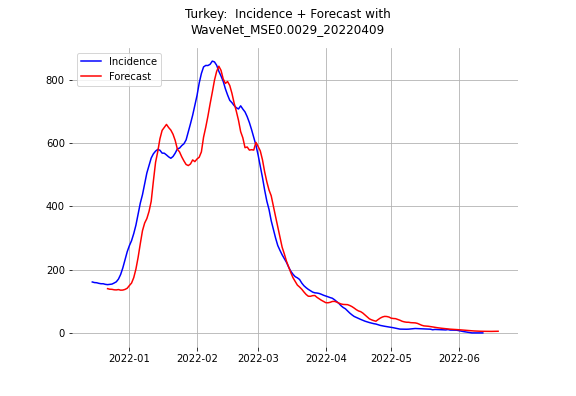 Turkey:  Incidence + Forecast with
WaveNet_MSE0.0029_20220409
Incidence
Forecast
800
600
400
200
0
2022-01
2022-02
2022-03
2022-04
2022-05
2022-06